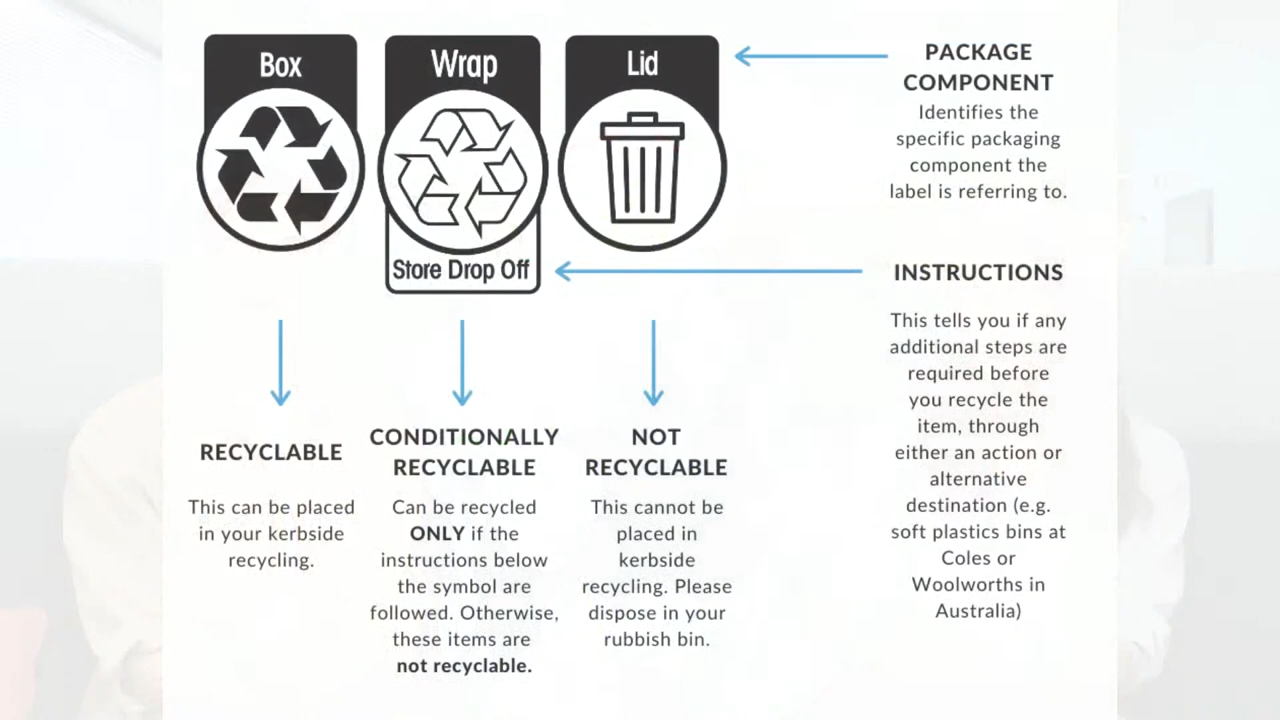 Box
Wrap
Lid
Store Drop Off
PACKAGE
COMPONENT
Identifies the
specific packaging
component the
label is referring to.
INSTRUCTIONS
This tells you if any
additional steps are
required before
you recycle the
item, through
either an action or
alternative
destination (e.g.
soft plastics bins at
Coles or
Woolworths in
Australia)
RECYCLABLE
This can be placed
in your kerbside
recycling.
CONDITIONALLY
RECYCLABLE
Can be recycled
ONLY if the
instructions below
the symbol are
followed. Otherwise,
these items are
not recyclable.
NOT
RECYCLABLE
This cannot be
placed in
kerbside
recycling. Please
dispose in your
rubbish bin.